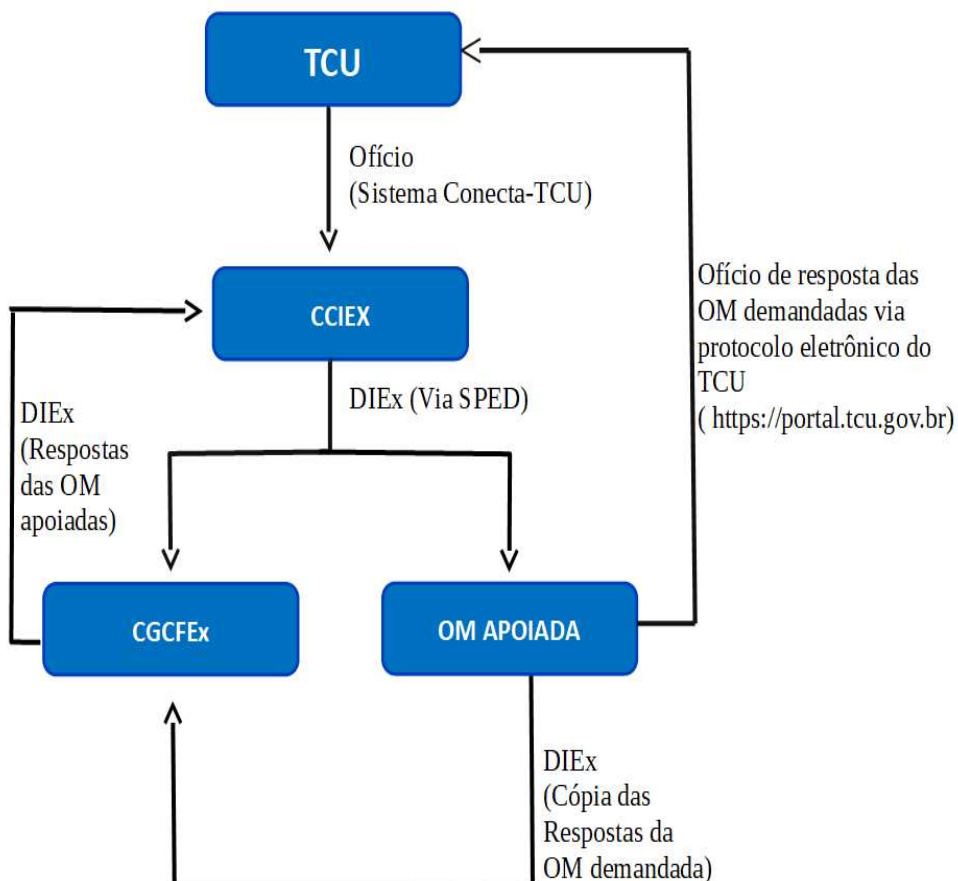 TCU
Ofício
(Sistema Conecta-TCU)
CCIEX
Ofício de resposta das
OM demandadas via
protocolo eletrônico do
TCU
( https://portal.tcu.gov.br)
DIEx (Via SPED)
DIEx
(Respostas
das OM
apoiadas)
CGCFEx
OM APOIADA
DIEx
(Cópia das
Respostas da
OM demandada)